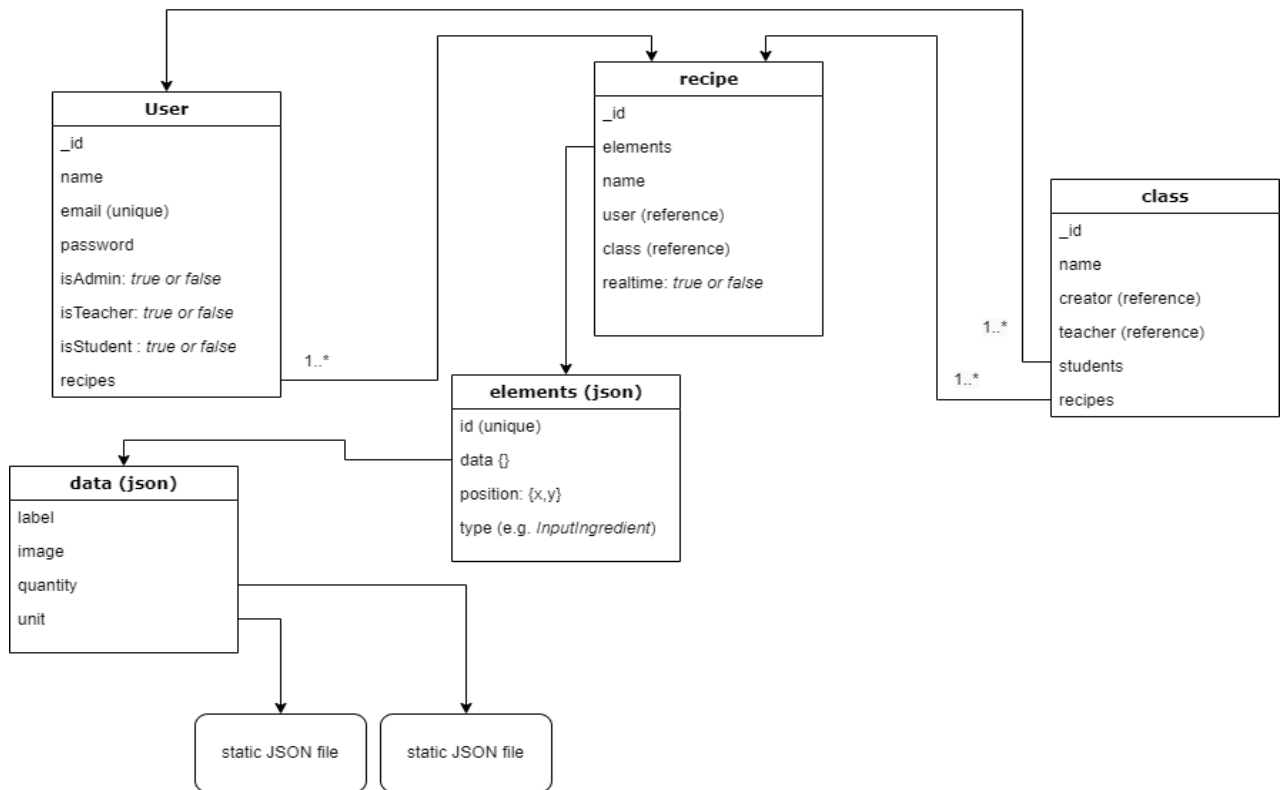 User
_id
name
email (unique)
password
isAdmin: true or false
isTeacher: true or false
isStudent : true or false
recipes
1..*
recipe
_id
elements
name
user (reference)
class (reference)
realtime: true or false
class
_id
name
creator (reference)
teacher (reference)
students
recipes
1..*
1..*
elements (json)
id (unique)
data {}
position: {x,y}
type (e.g. InputIngredient)
data (json)
label
image
quantity
unit
static JSON file
static JSON file